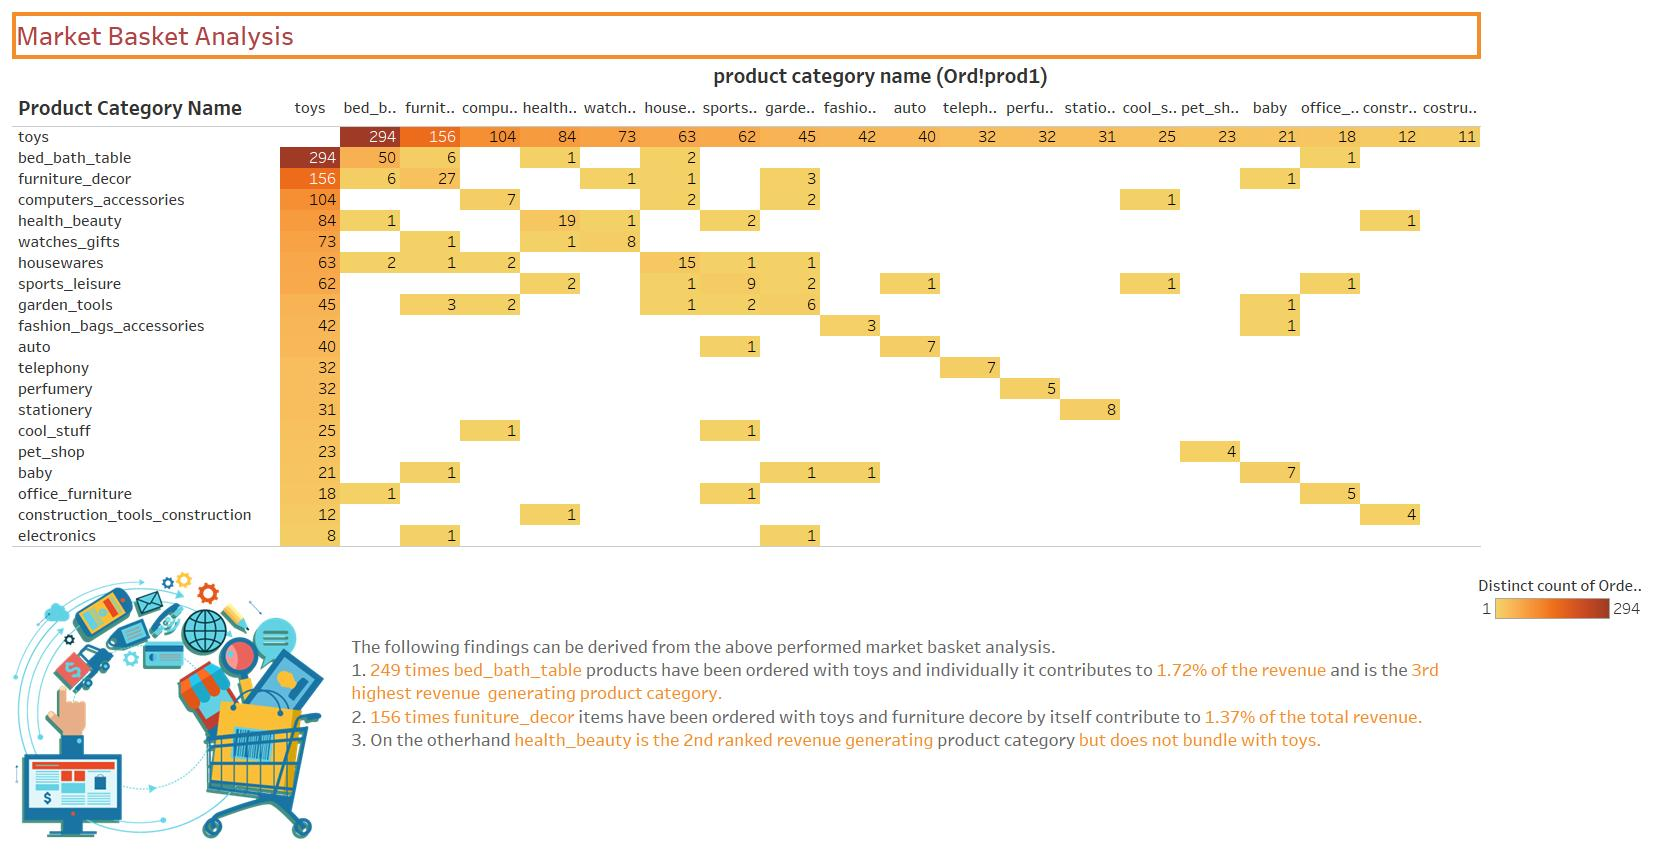 Market Basket Analysis
product category name (Ord!prod1)
Product Category Name toys bed_b.. furnit.. compu.. health.. watch.. house.. sports.. garde.. fashio.. auto teleph.. perfu.. statio.. cool_s.. pet_sh.. baby office_.. constr.. costru..
toys 294 156 104 84 73 63 62 45 42 40 32 32 31 25 23 21 18 12 11
bed_bath_table 294 50 6 1 2 1
furniture_decor 156 6 27 1 1 3 1
computers_accessories 104 7 2 2 1
health_beauty 84 1 19 1 2 1
watches_gifts 73 1 1 8
housewares 63 2 1 2 15 1 1
sports_leisure 62 2 1 9 2 1 1 1
garden_tools 45 3 2 1 2 6 1
fashion_bags_accessories 42 3 1
auto 40 1 7
telephony 32 7
perfumery 32 5
stationery 31 8
cool_stuff 25 1 1
pet_shop 23 4
baby 21 1 1 1 7
office_furniture 18 1 1 5
construction_tools_construction 12 1 4
electronics 8 1 1
Distinct count of Orde..
1 294
The following findings can be derived from the above performed market basket analysis.
1. 249 times bed_bath_table products have been ordered with toys and individually it contributes to 1.72% of the revenue and is the 3rd
highest revenue generating product category.
2. 156 times funiture_decor items have been ordered with toys and furniture decore by itself contribute to 1.37% of the total revenue.
3. On the otherhand health_beauty is the 2nd ranked revenue generating product category but does not bundle with toys.
$
$